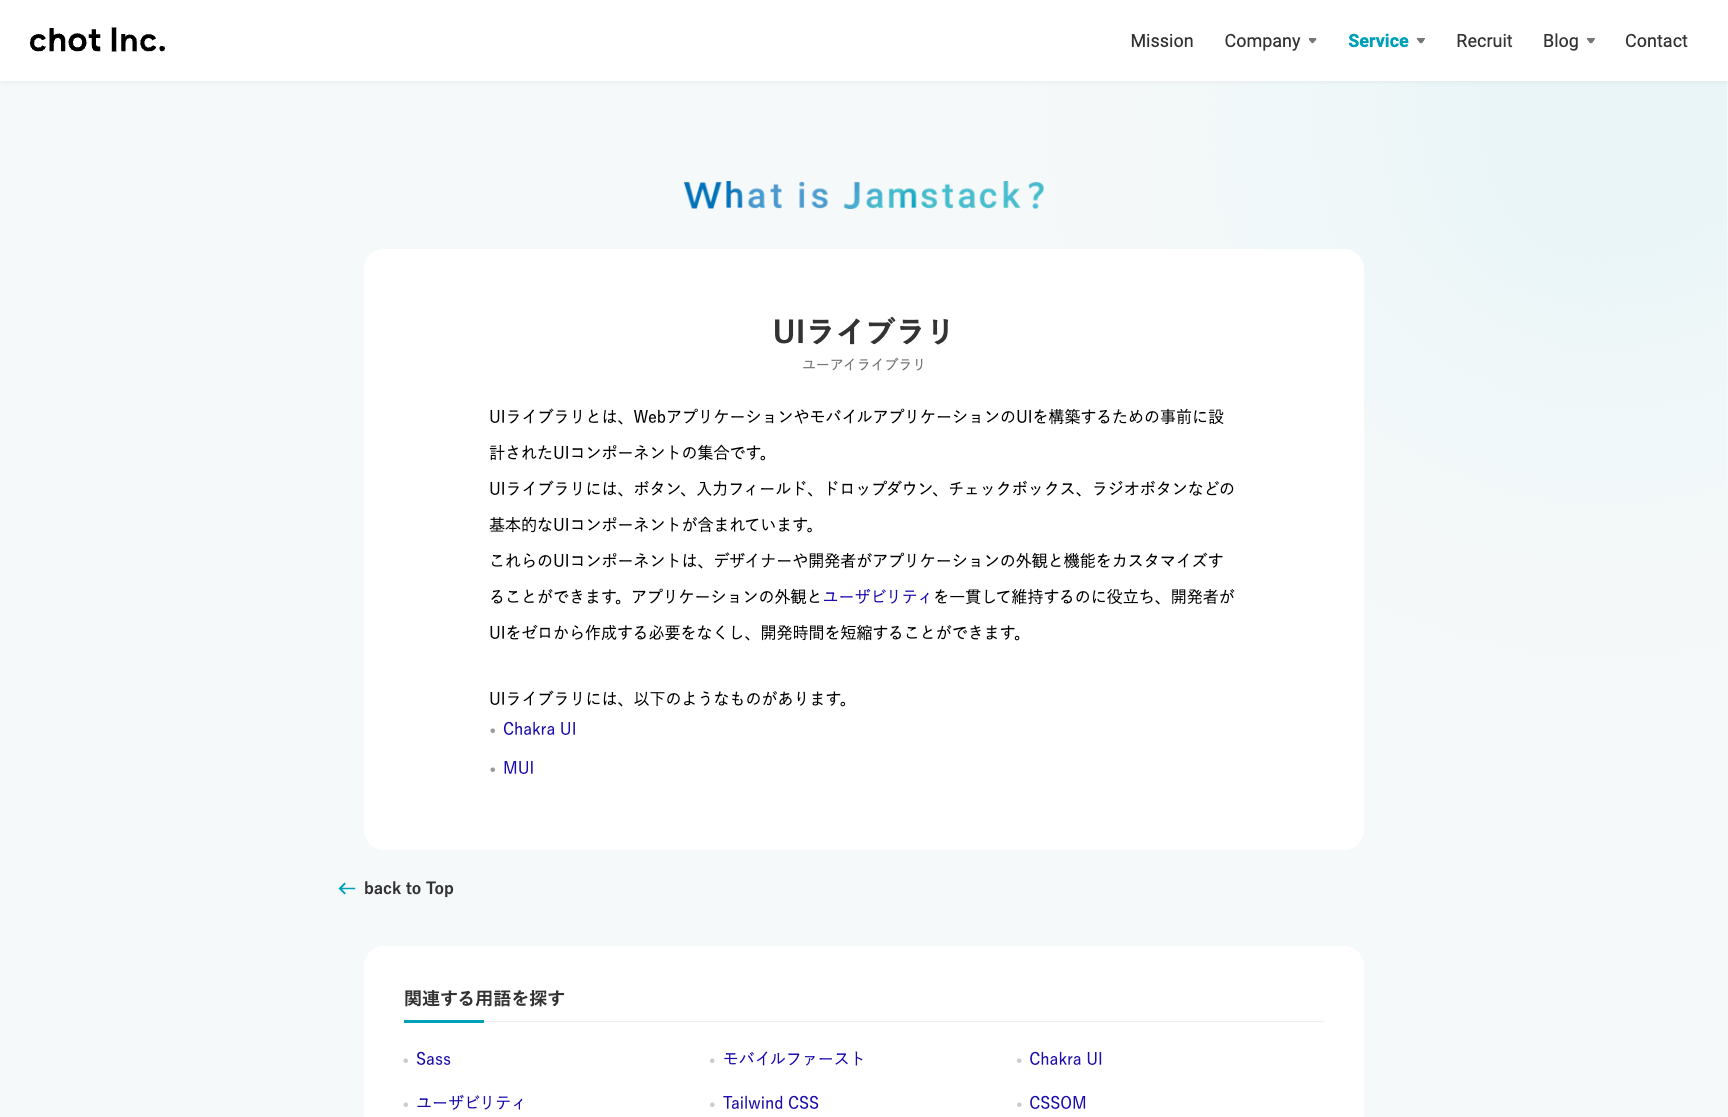 chot Inc.
Mission Company Service Recruit Blog Contact
What is Jamstack?
UIライブラリ
ユーアイライブラリ
UIライブラリとは、WebアプリケーションやモバイルアプリケーションのUIを構築するための事前に設
計されたUIコンポーネントの集合です。
UIライブラリには、ボタン、入力フィールド、ドロップダウン、チェックボックス、ラジオボタンなどの
基本的なUIコンポーネントが含まれています。
これらのUIコンポーネントは、デザイナーや開発者がアプリケーションの外観と機能をカスタマイズす
ることができます。アプリケーションの外観とユーザビリティを一貫して維持するのに役立ち、開発者が
UIをゼロから作成する必要をなくし、開発時間を短縮することができます。
UIライブラリには、以下のようなものがあります。
Chakra UI
MUI
back to Top
関連する用語を探す
Sass モバイルファースト Chakra UI
ユーザビリティ Tailwind CSS CSSOM